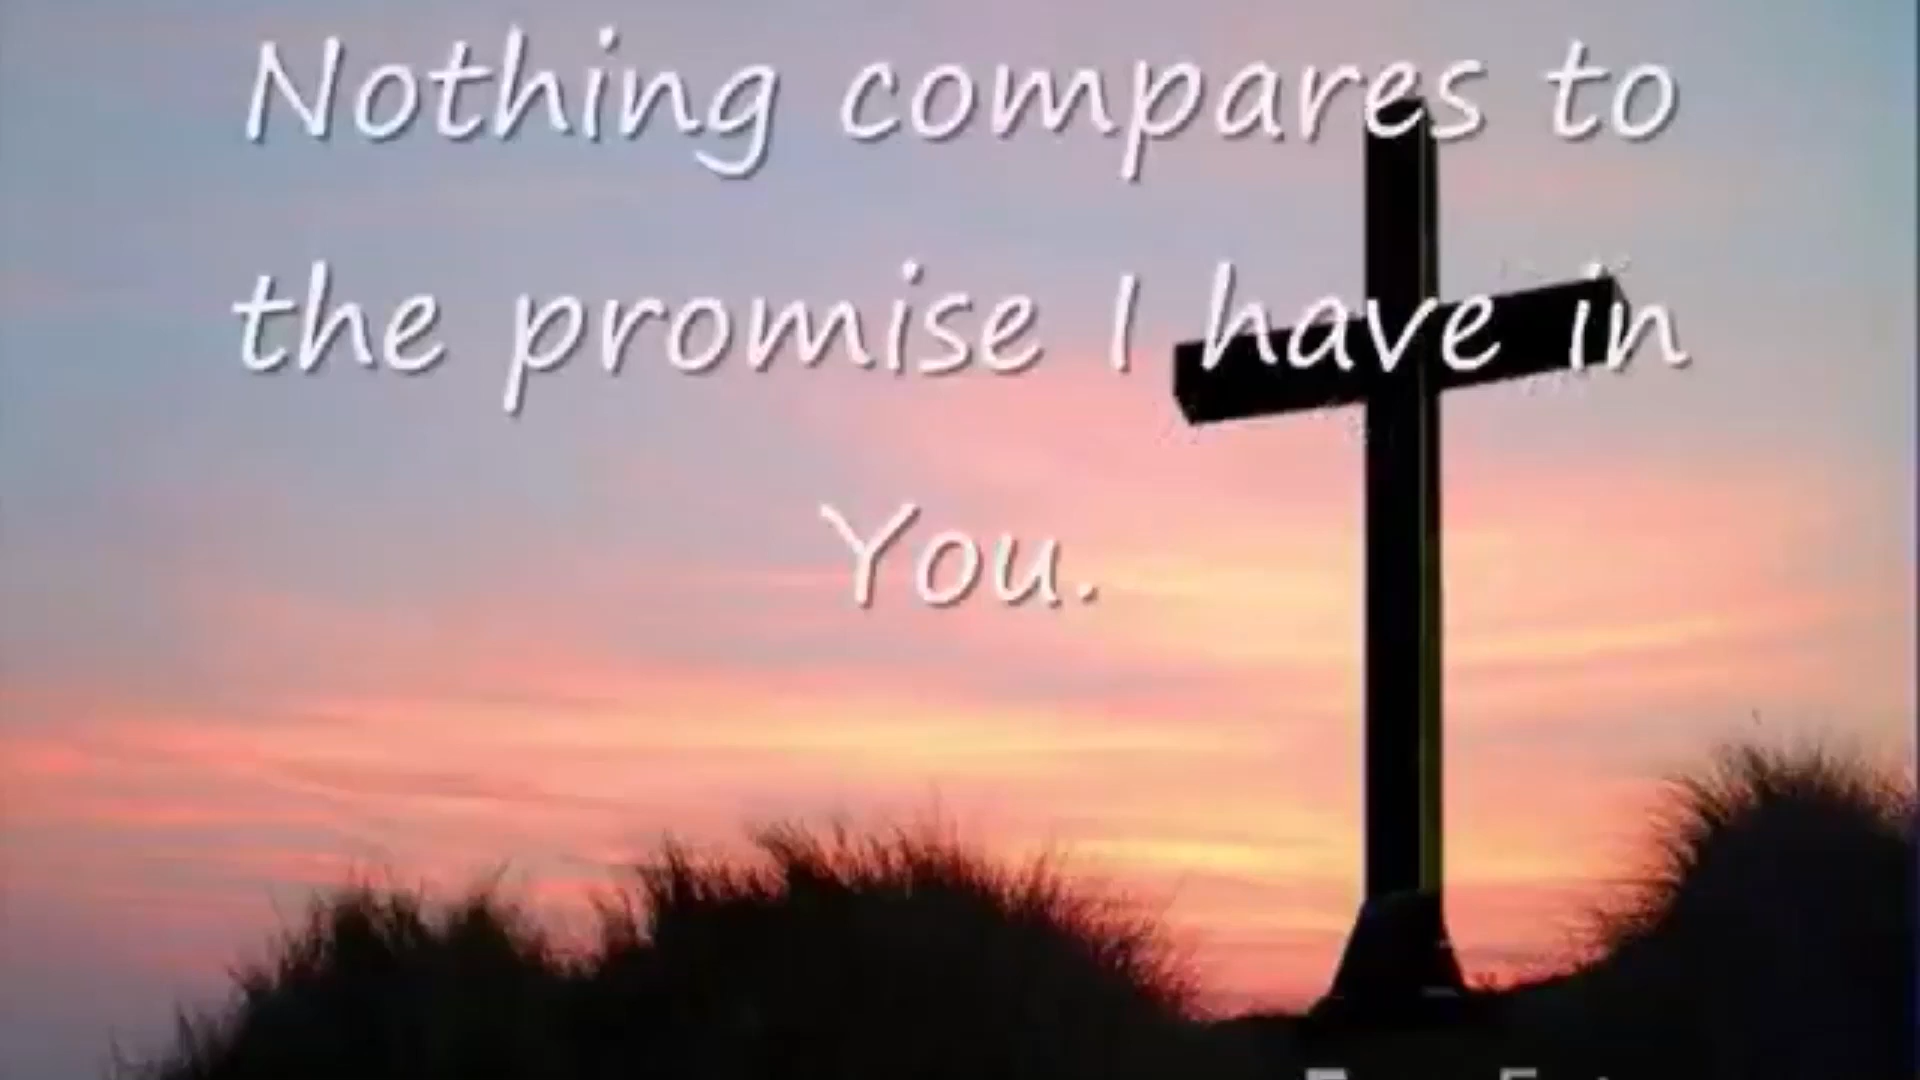 Nothing compares to
the promise I have in
You.